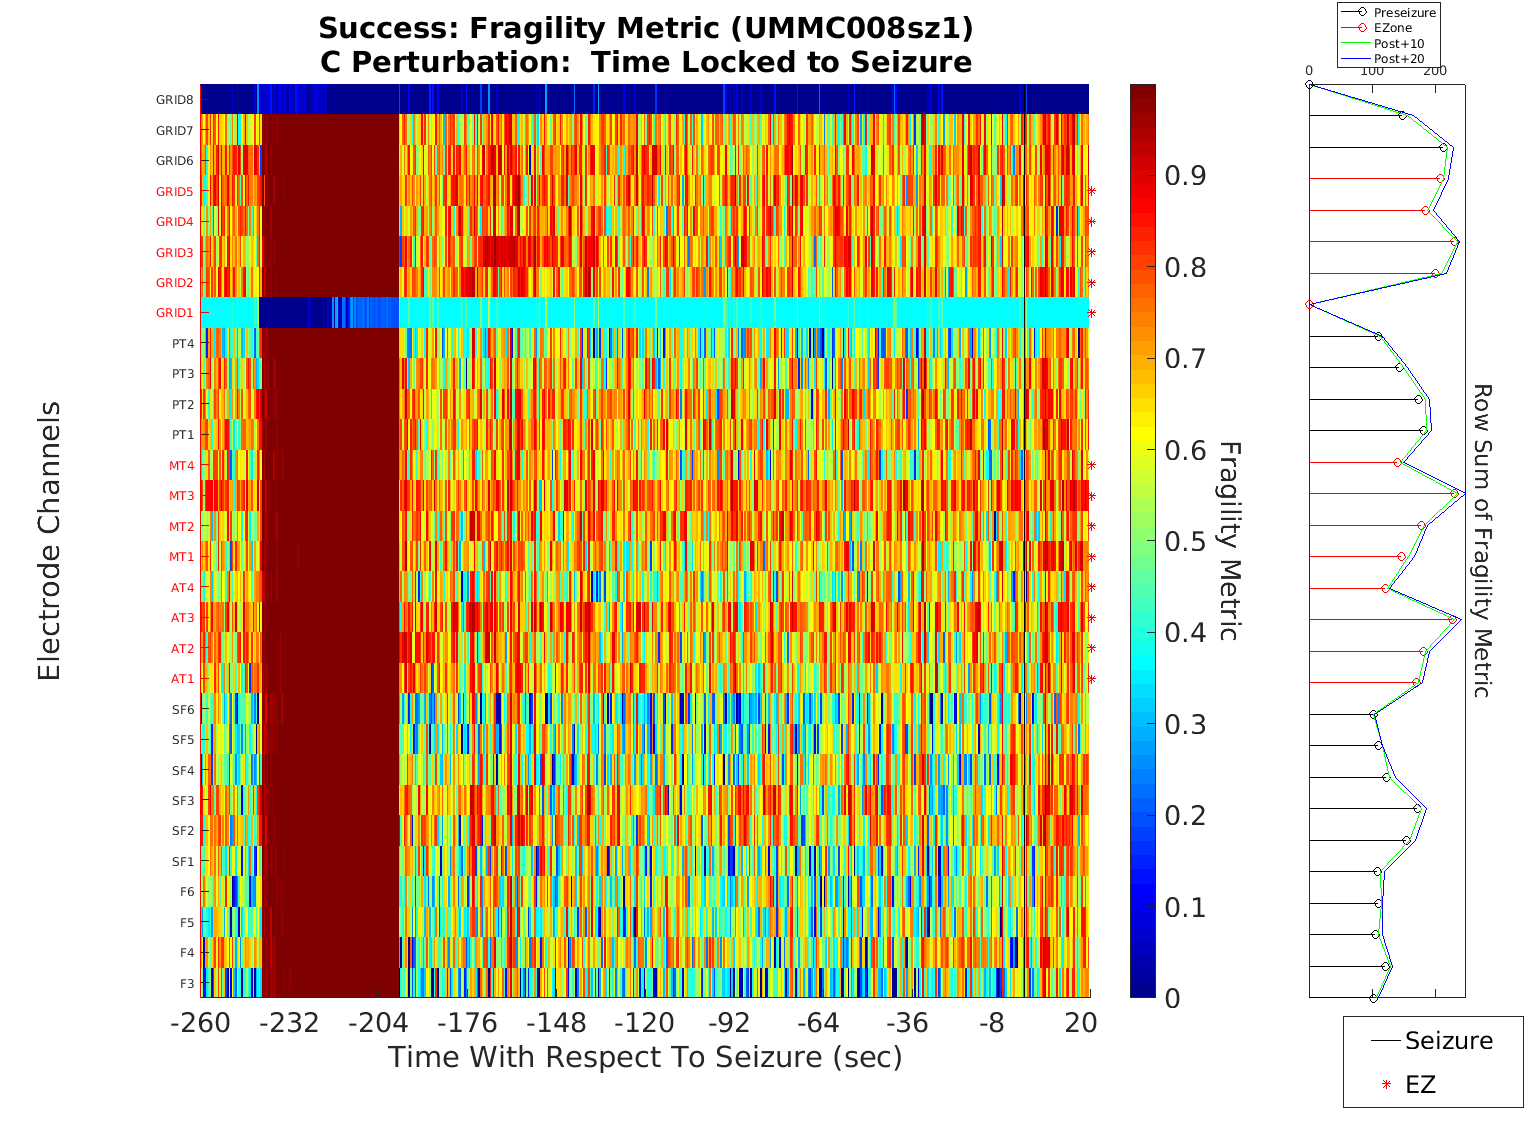 Success: Fragility Metric (UMMC008sz1)
C Perturbation:  Time Locked to Seizure
Electrode Channels
GRID8
GRID7
GRID6
GRID5
GRID4
GRID3
GRID2
GRID1
PT4
PT3
PT2
PT1
MT4
MT3
MT2
MT1
AT4
AT3
AT2
AT1
SF6
SF5
SF4
SF3
SF2
SF1
F6
F5
F4
F3
-260 -232 -204 -176 -148 -120 -92 -64 -36 -8 20
Time With Respect To Seizure (sec)
0.9
0.8
0.7
0.6
0.5
0.4
0.3
0.2
0.1
0
Fragility Metric
Preseizure
EZone
Post+10
Post+20
0 100 200
Row Sum of Fragility Metric
Seizure
EZ